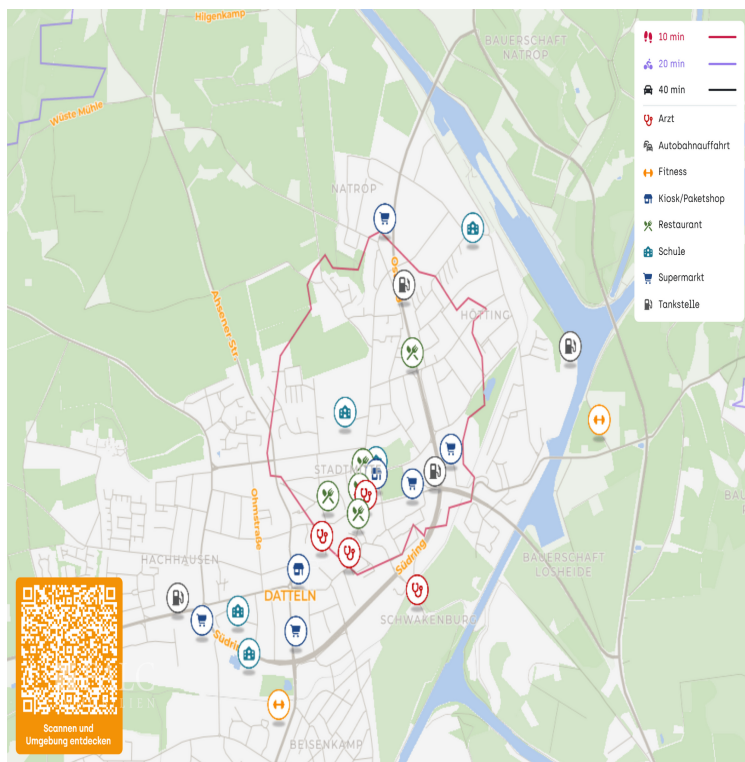 Hilgenkamp
BAUERSCHAFT
NATROP
Wüste Mühle
NATROP
Ahsener Str.
HÖTTING
10 min
20 min
40 min
Arzt
Autobahnauffahrt
Fitness
Kiosk/Paketshop
Restaurant
Schule
Supermarkt
Tankstelle
STADTMITTE
Ohmstraße
HACHHAUSEN
Südring
DATTELN
BAUERSCHAFT
LOSHEIDE
SCHWAKENBURG
BEISENKAMP
Scannen und
Umgebung entdecken